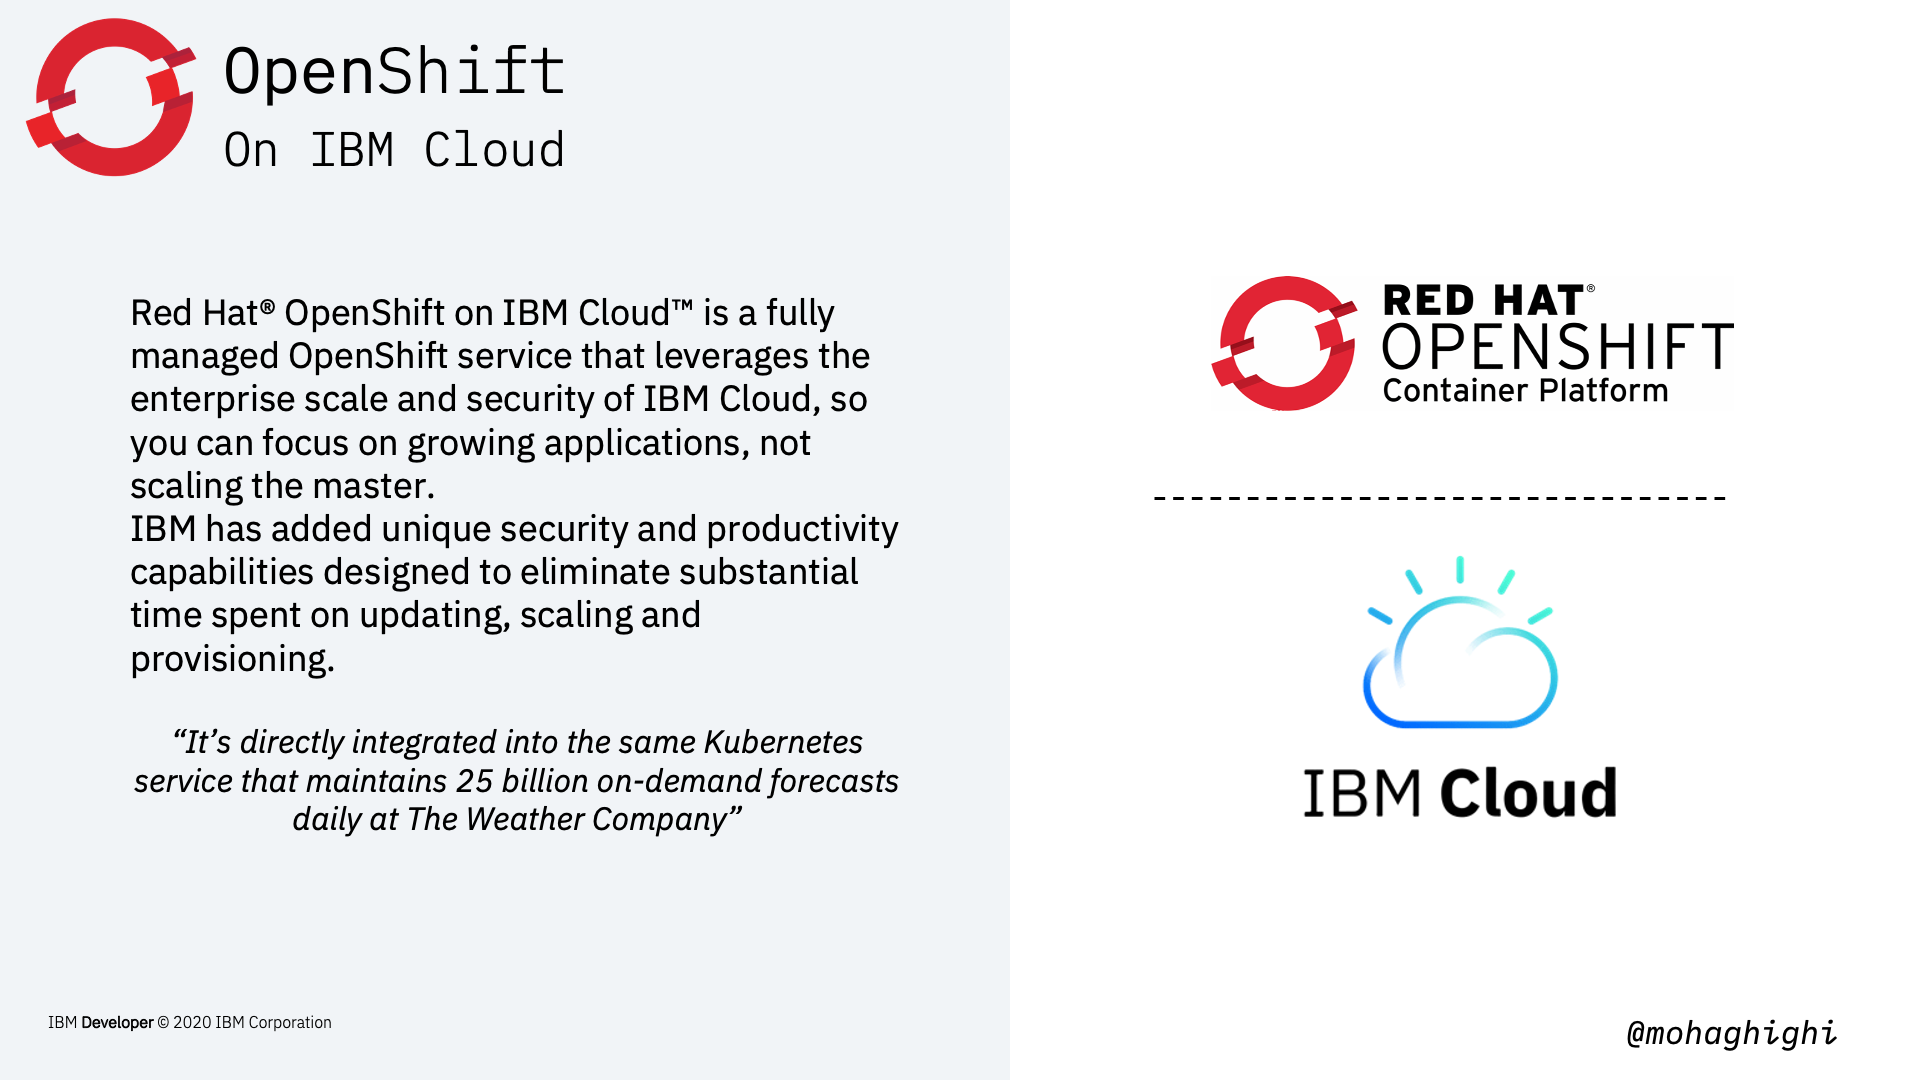 OpenShift
On IBM Cloud
Red Hat® OpenShift on IBM Cloud™ is a fully
managed OpenShift service that leverages the
enterprise scale and security of IBM Cloud, so
you can focus on growing applications, not
scaling the master.
IBM has added unique security and productivity
capabilities designed to eliminate substantial
time spent on updating, scaling and
provisioning.
“It’s directly integrated into the same Kubernetes
service that maintains 25 billion on-demand forecasts
daily at The Weather Company”
RED HAT®
OPENSHIFT
Container Platform
IBM Cloud
IBM Developer © 2020 IBM Corporation
@mohaghighi